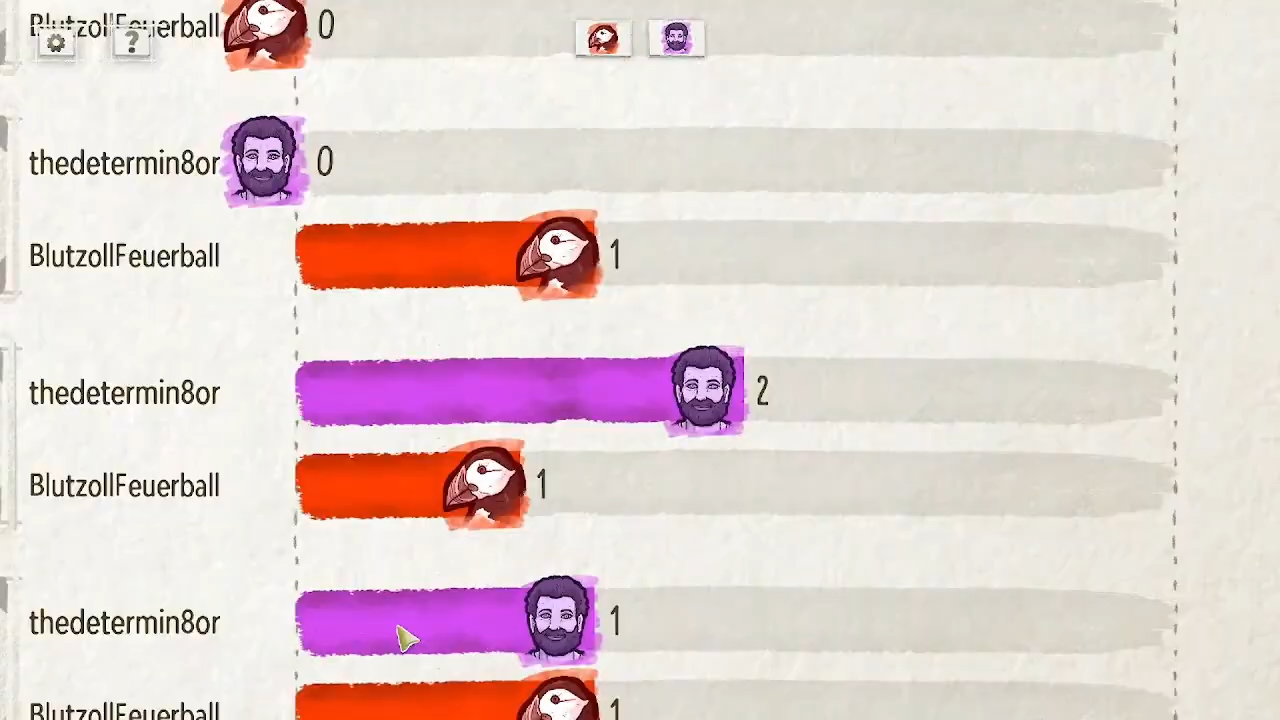 BlutzollFeuerball 0
?
thedetermin8or 0
BlutzollFeuerball 1
thedetermin8or 2
BlutzollFeuerball 1
thedetermin8or 1
BlutzollFeuerball 1